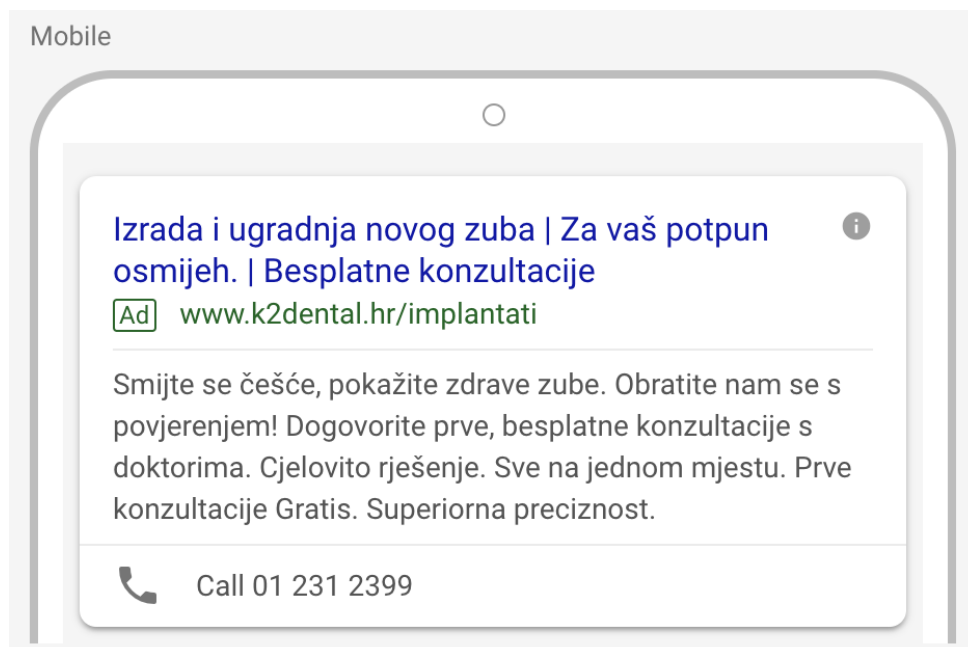 Mobile
Izrada i ugradnja novog zuba | Za vaš potpun
osmijeh. | Besplatne konzultacije
Ad www.k2dental.hr/implantati
Smijte se češće, pokažite zdrave zube. Obratite nam se s
povjerenjem! Dogovorite prve, besplatne konzultacije s
doktorima. Cjelovito rješenje. Sve na jednom mjestu. Prve
konzultacije Gratis. Superiorna preciznost.
Call 01 231 2399